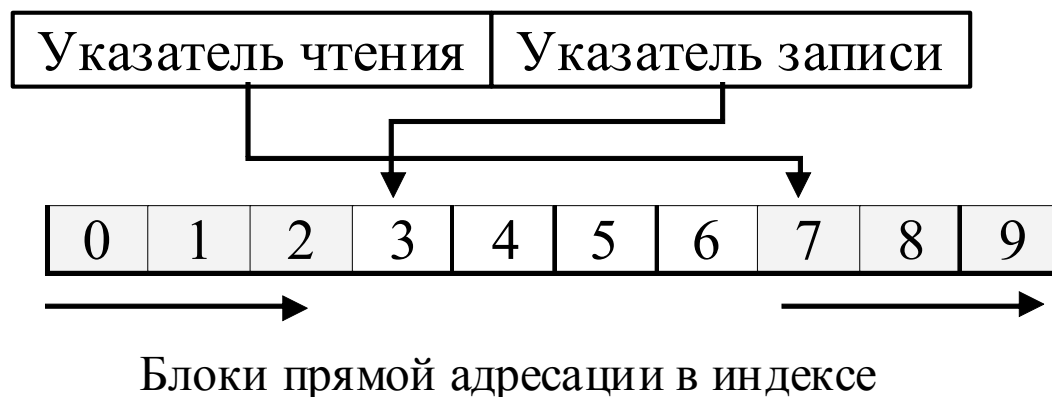 Указатель чтения Указатель записи
0 1 2 3 4 5 6 7 8 9
Блоки прямой адресации в индексе